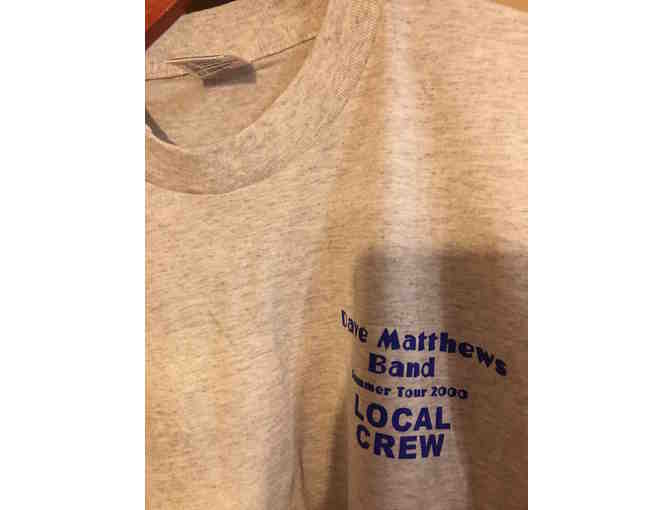 Dave Matthews
Band
Summer Tour 2000
LOCAL
CREW